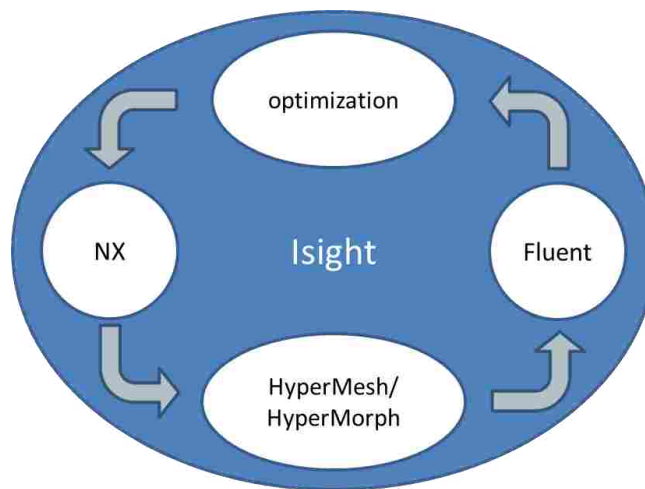 optimization
NX
Isight
Fluent
HyperMesh/
HyperMorph